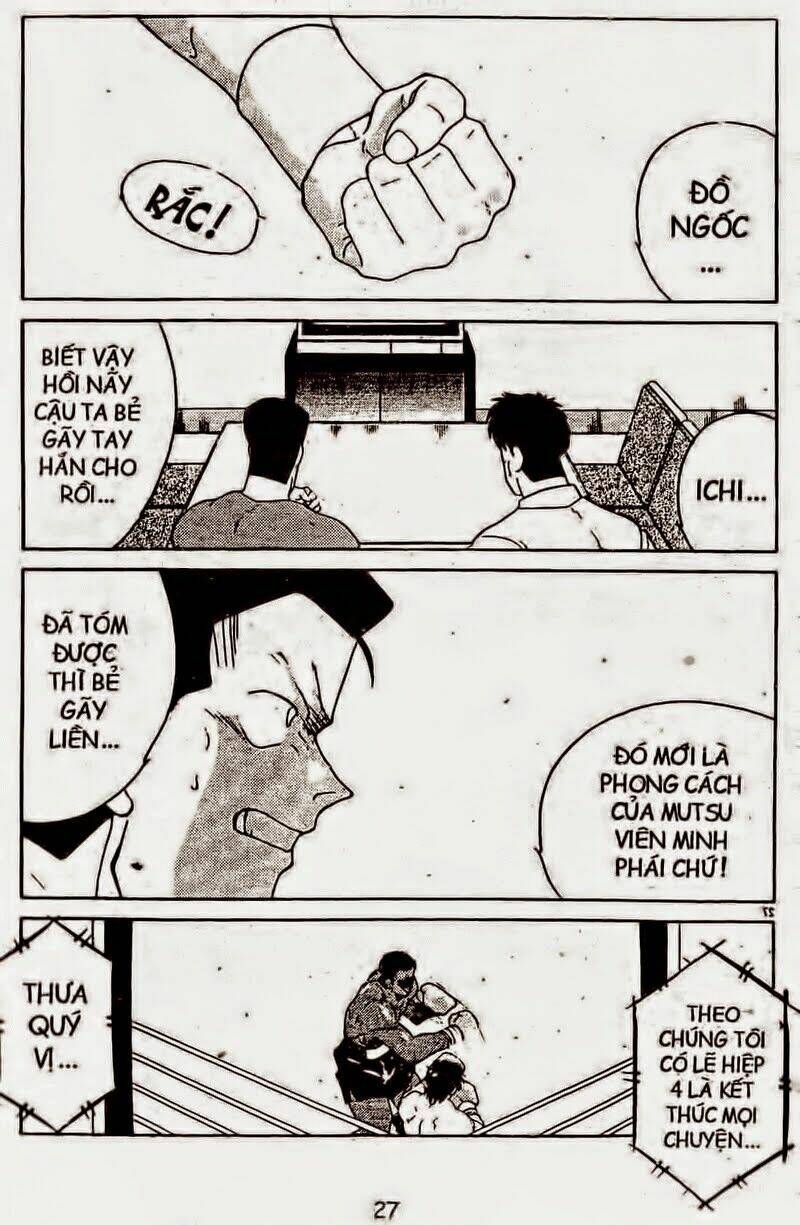 RẮC!
ĐỒ
NGỐC
...
BIẾT VẬY
HỒI NÃY
CẬU TA BẺ
GÃY TAY
HẮN CHO
RỒI...
ICHI...
ĐÃ TÓM
ĐƯỢC
THÌ BẺ
GÃY
LIỀN...
ĐÓ MỚI LÀ
PHONG CÁCH
CỦA MUTSU
VIÊN MINH
PHÁI CHỨ!
27
THƯA
QUÝ
VỊ...
THEO
CHÚNG TÔI
CÓ LẼ HIỆP
4 LÀ KẾT
THÚC MỌI
CHUYỆN...
27